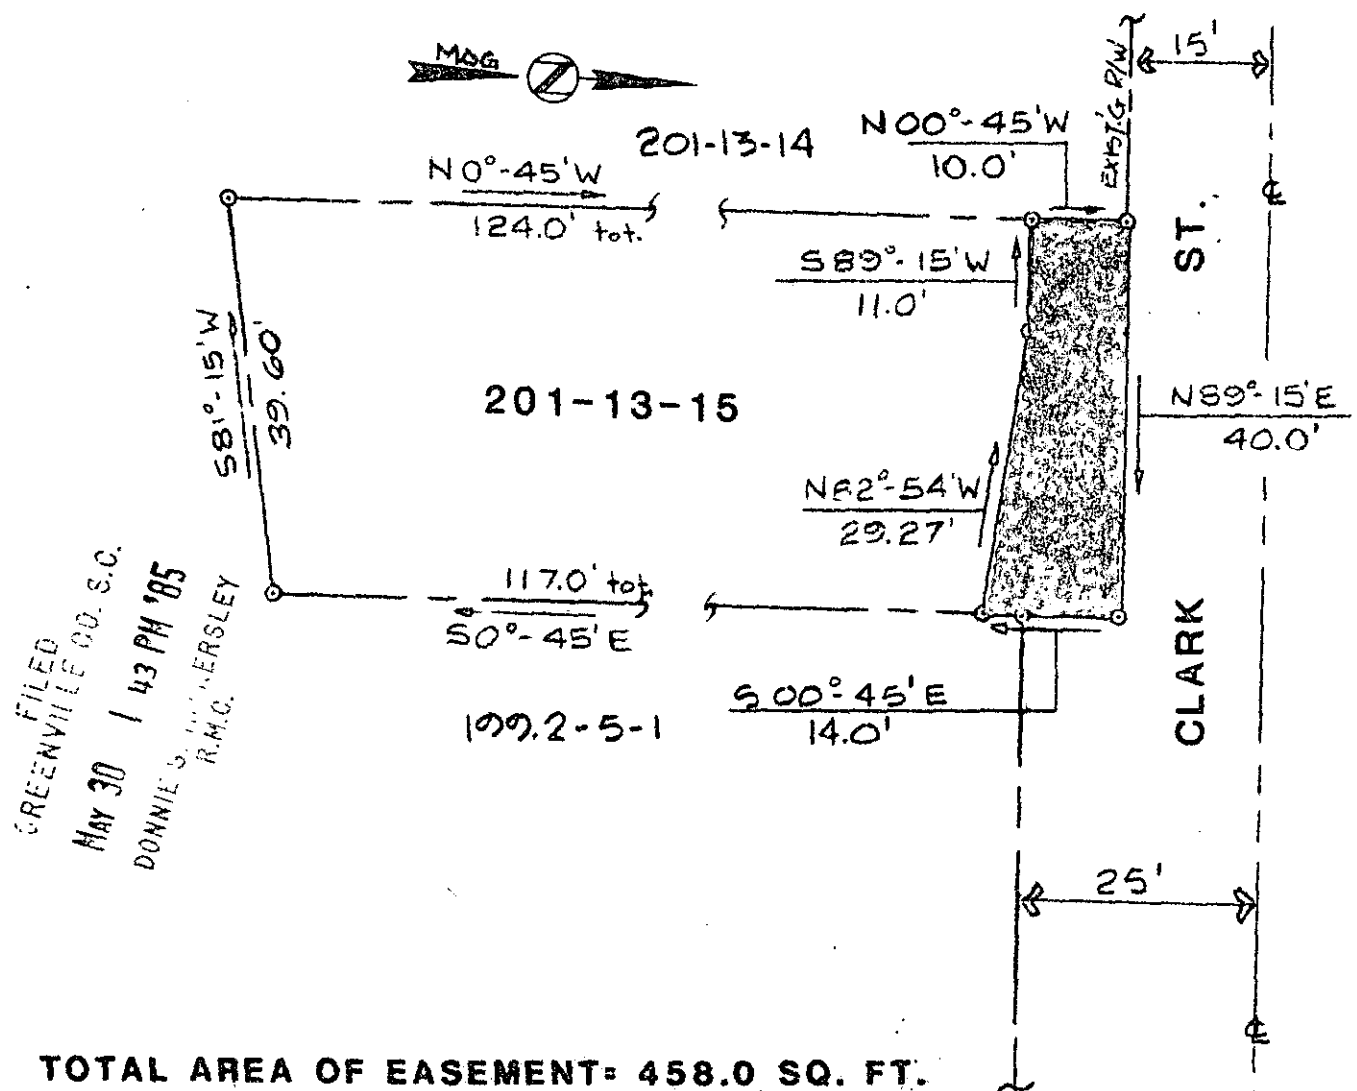 MOG
15'
EXIST'G R/W
N 00°-45'W
10.0'
201-13-14
N 0°-45'W
124.0' tot.
℄
ST.
S 89°-15'W
11.0'
S 81°-15'W
39.60'
201-13-15
N 89°-15'E
40.0'
N 82°-54'W
29.27'
117.0' tot.
S 0°-45'E
FILED
GREENVILLE CO. S.C.
MAY 30 1 43 PM '85
DONNIE S.
R.M.C.
199.2-5-1
S 00°-45'E
14.0'
CLARK
25'
℄
TOTAL AREA OF EASEMENT= 458.0 SQ. FT.